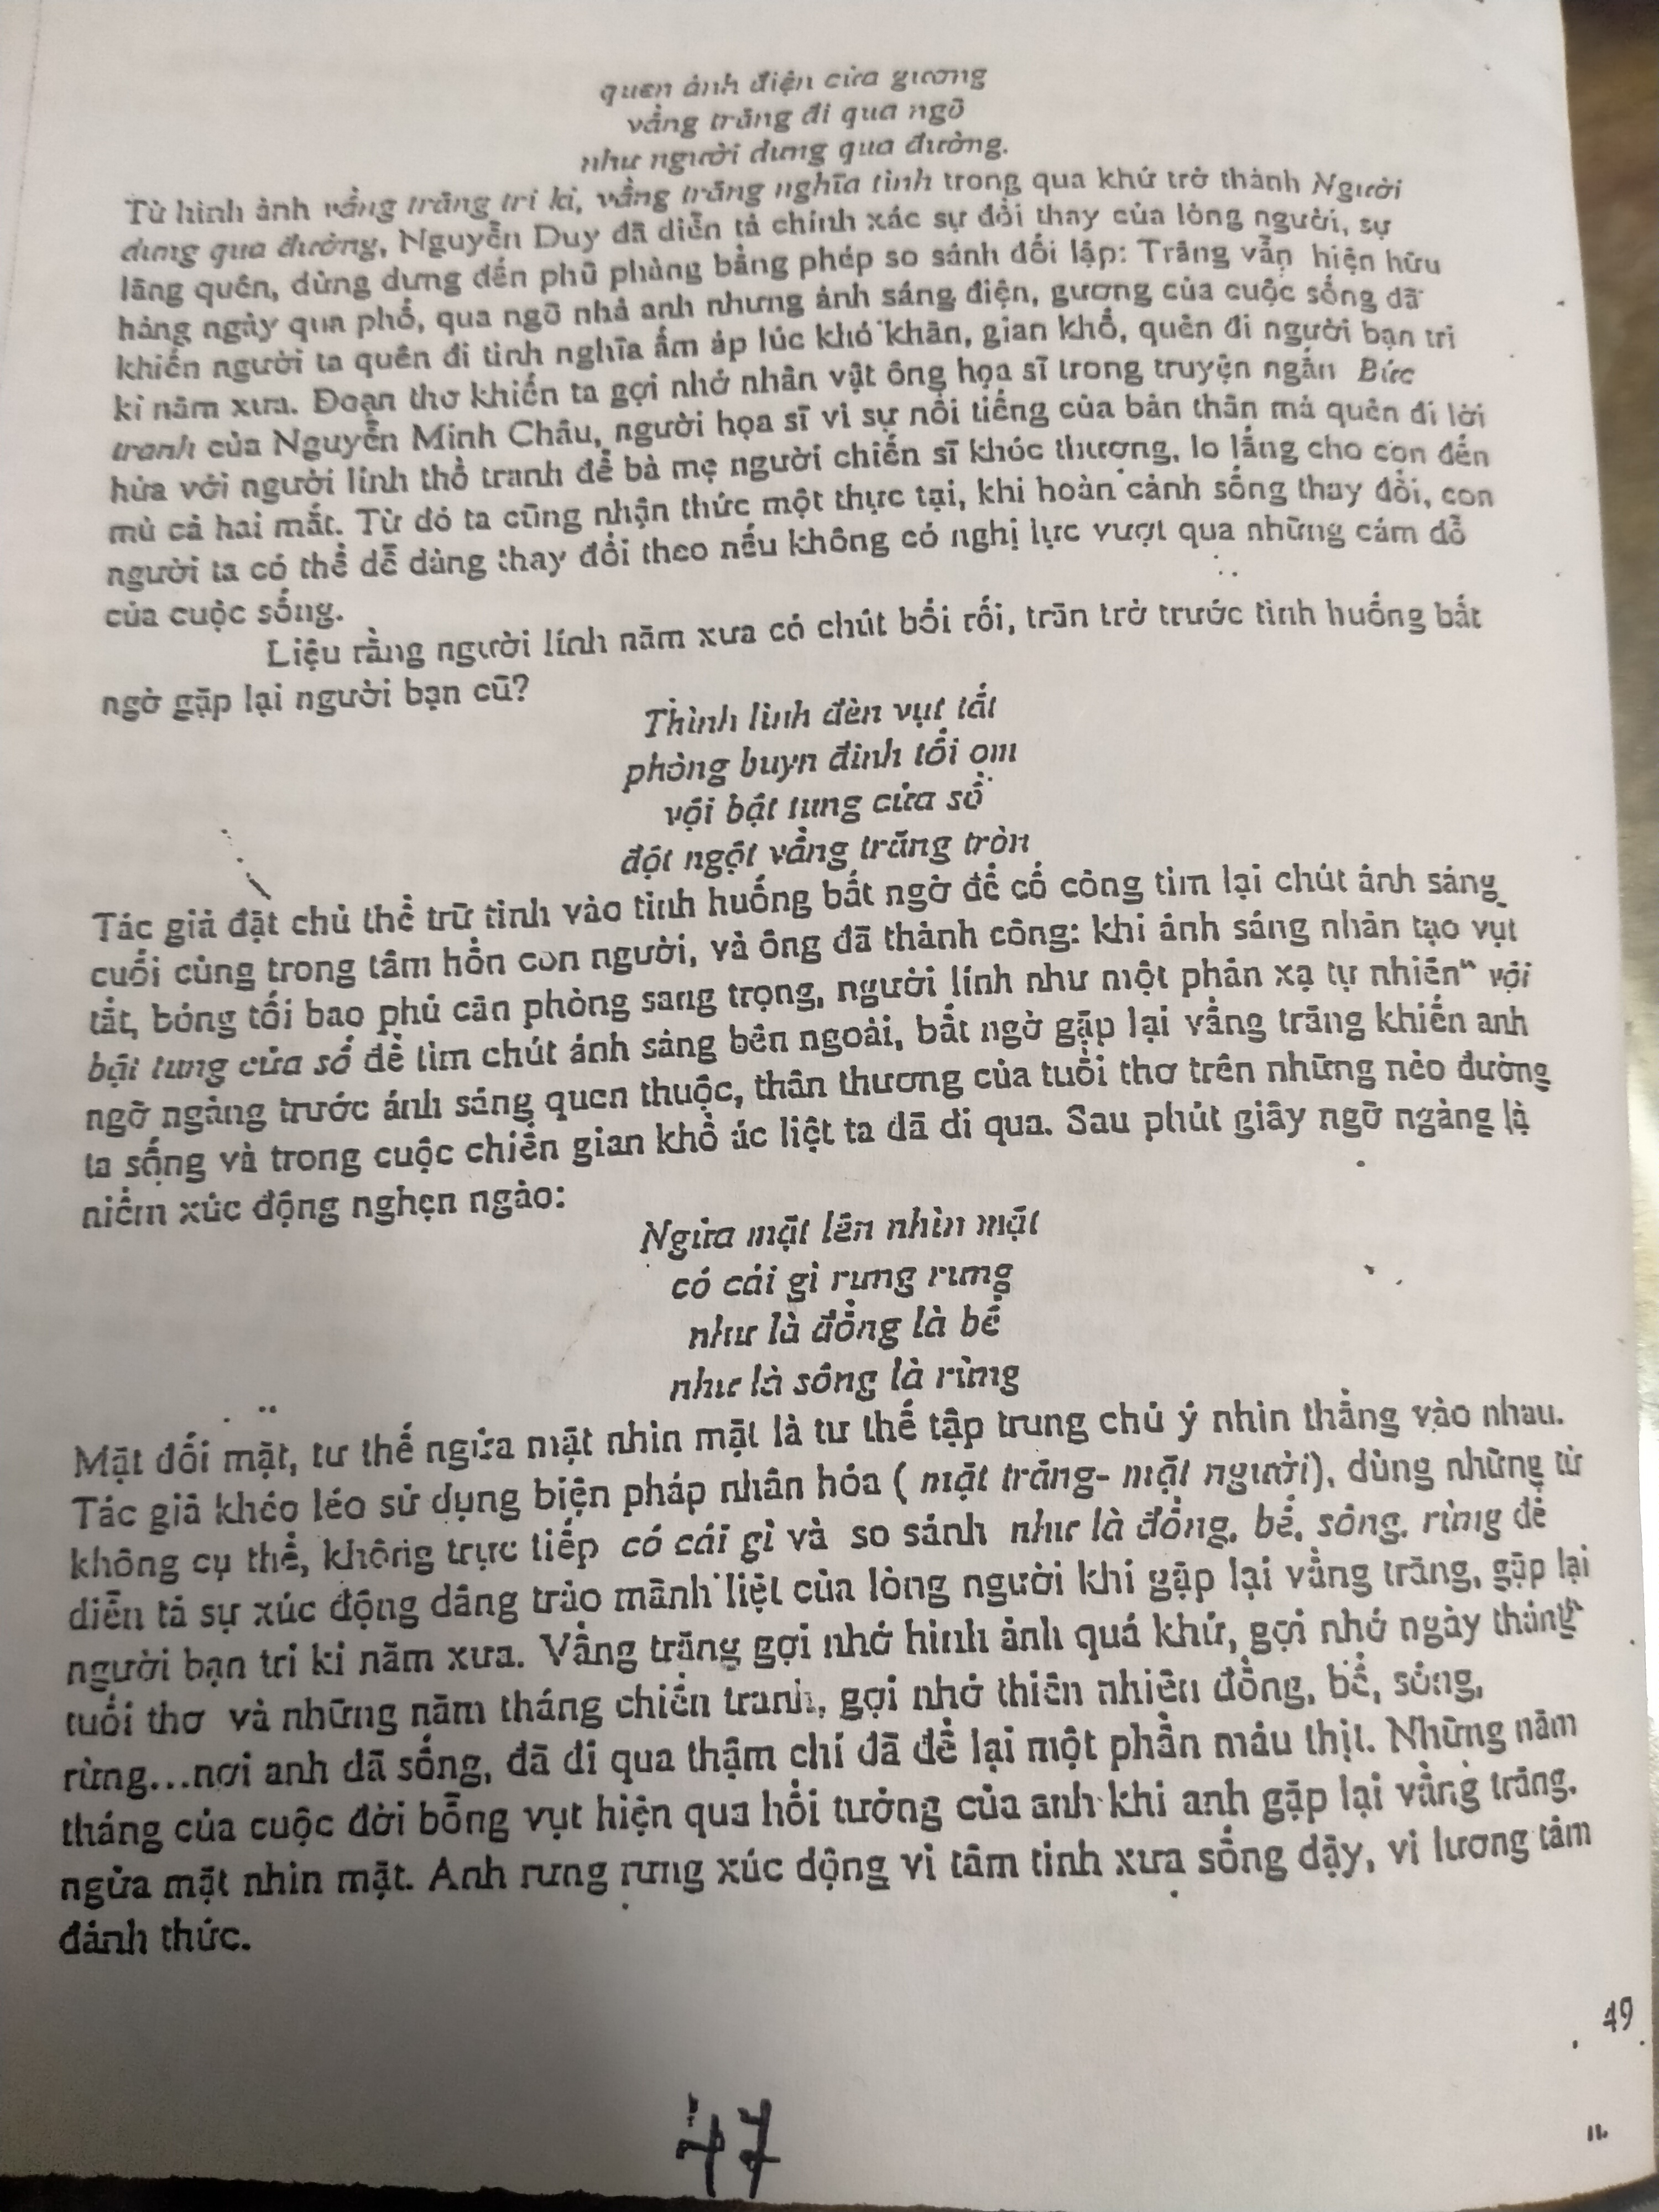 quen ánh điện cửa gương
vầng trăng đi qua ngõ
như người dưng qua đường.
Từ hình ảnh vầng trăng tri kỉ, vầng trăng nghĩa tình trong quá khứ trở thành Người
dưng qua đường, Nguyễn Duy đã diễn tả chính xác sự đổi thay của lòng người, sự
lãng quên, dửng dưng đến phũ phàng bằng phép so sánh đối lập: Trăng vẫn hiện hữu
hàng ngày qua phố, qua ngõ nhà anh nhưng ánh sáng điện, gương của cuộc sống đã
khiến người ta quên đi tình nghĩa ấm áp lúc khó khăn, gian khổ, quên đi người bạn tri
kỉ năm xưa. Đoạn thơ khiến ta gợi nhớ nhân vật ông họa sĩ trong truyện ngắn Bức
tranh của Nguyễn Minh Châu, người họa sĩ vì sự nổi tiếng của bản thân mà quên đi lời
hứa với người lính thồ tranh để bà mẹ người chiến sĩ khóc thương, lo lắng cho con đến
mù cả hai mắt. Từ đó ta cũng nhận thức một thực tại, khi hoàn cảnh sống thay đổi, con
người ta có thể dễ dàng thay đổi theo nếu không có nghị lực vượt qua những cám dỗ
của cuộc sống.
Liệu rằng người lính năm xưa có chút bối rối, trăn trở trước tình huống bất
ngờ gặp lại người bạn cũ?
Thình lình đèn vụt tắt
phòng buyn đinh tối om
vội bật tung cửa sổ
đột ngột vầng trăng tròn
Tác giả đặt chủ thể trữ tình vào tình huống bất ngờ để cố công tìm lại chút ánh sáng
cuối cùng trong tâm hồn con người, và ông đã thành công: khi ánh sáng nhân tạo vụt
tắt, bóng tối bao phủ căn phòng sang trọng, người lính như một phản xạ tự nhiên" vội
bật tung cửa sổ để tìm chút ánh sáng bên ngoài, bất ngờ gặp lại vầng trăng khiến anh
ngỡ ngàng trước ánh sáng quen thuộc, thân thương của tuổi thơ trên những nẻo đường
ta sống và trong cuộc chiến gian khổ ác liệt ta đã đi qua. Sau phút giây ngỡ ngàng là
niềm xúc động nghẹn ngào:
Ngửa mặt lên nhìn mặt
có cái gì rưng rưng
như là đồng là bể
như là sông là rừng
Mặt đối mặt, tư thế ngửa mặt nhìn mặt là tư thế tập trung chú ý nhìn thẳng vào nhau.
Tác giả khéo léo sử dụng biện pháp nhân hóa ( mặt trăng- mặt người), dùng những từ
không cụ thể, không trực tiếp có cái gì và so sánh như là đồng, bể, sông, rừng để
diễn tả sự xúc động dâng trào mãnh liệt của lòng người khi gặp lại vầng trăng, gặp lại
người bạn tri kỉ năm xưa. Vầng trăng gợi nhớ hình ảnh quá khứ, gợi nhớ ngày tháng
tuổi thơ và những năm tháng chiến tranh, gợi nhớ thiên nhiên đồng, bể, sông,
rừng...nơi anh đã sống, đã đi qua thậm chí đã để lại một phần máu thịt. Những năm
tháng của cuộc đời bỗng vụt hiện qua hồi tưởng của anh khi anh gặp lại vầng trăng,
ngửa mặt nhìn mặt. Anh rưng rưng xúc động vì tâm tình xưa sống dậy, vì lương tâm
đánh thức.
49
47